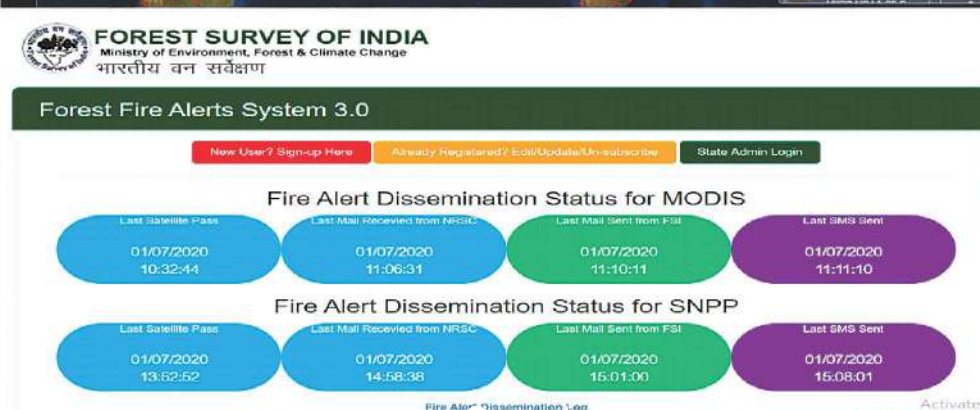 FOREST SURVEY OF INDIA
Ministry of Environment, Forest & Climate Change
भारतीय वन सर्वेक्षण
Forest Fire Alerts System 3.0
New User? Sign-up Here Already Registered? Edit/Update/Un-subscribe State Admin Login
Fire Alert Dissemination Status for MODIS
Last Satellite Pass Last Mail Recevied from NRSC Last Mail Sent from FSI Last SMS Sent
01/07/2020 01/07/2020 01/07/2020 01/07/2020
10:32:44 11:06:31 11:10:11 11:11:10
Fire Alert Dissemination Status for SNPP
Last Satellite Pass Last Mail Recevied from NRSC Last Mail Sent from FSI Last SMS Sent
01/07/2020 01/07/2020 01/07/2020 01/07/2020
13:52:52 14:58:38 15:01:00 15:08:01
Fire Alert Dissemination Log
Activate